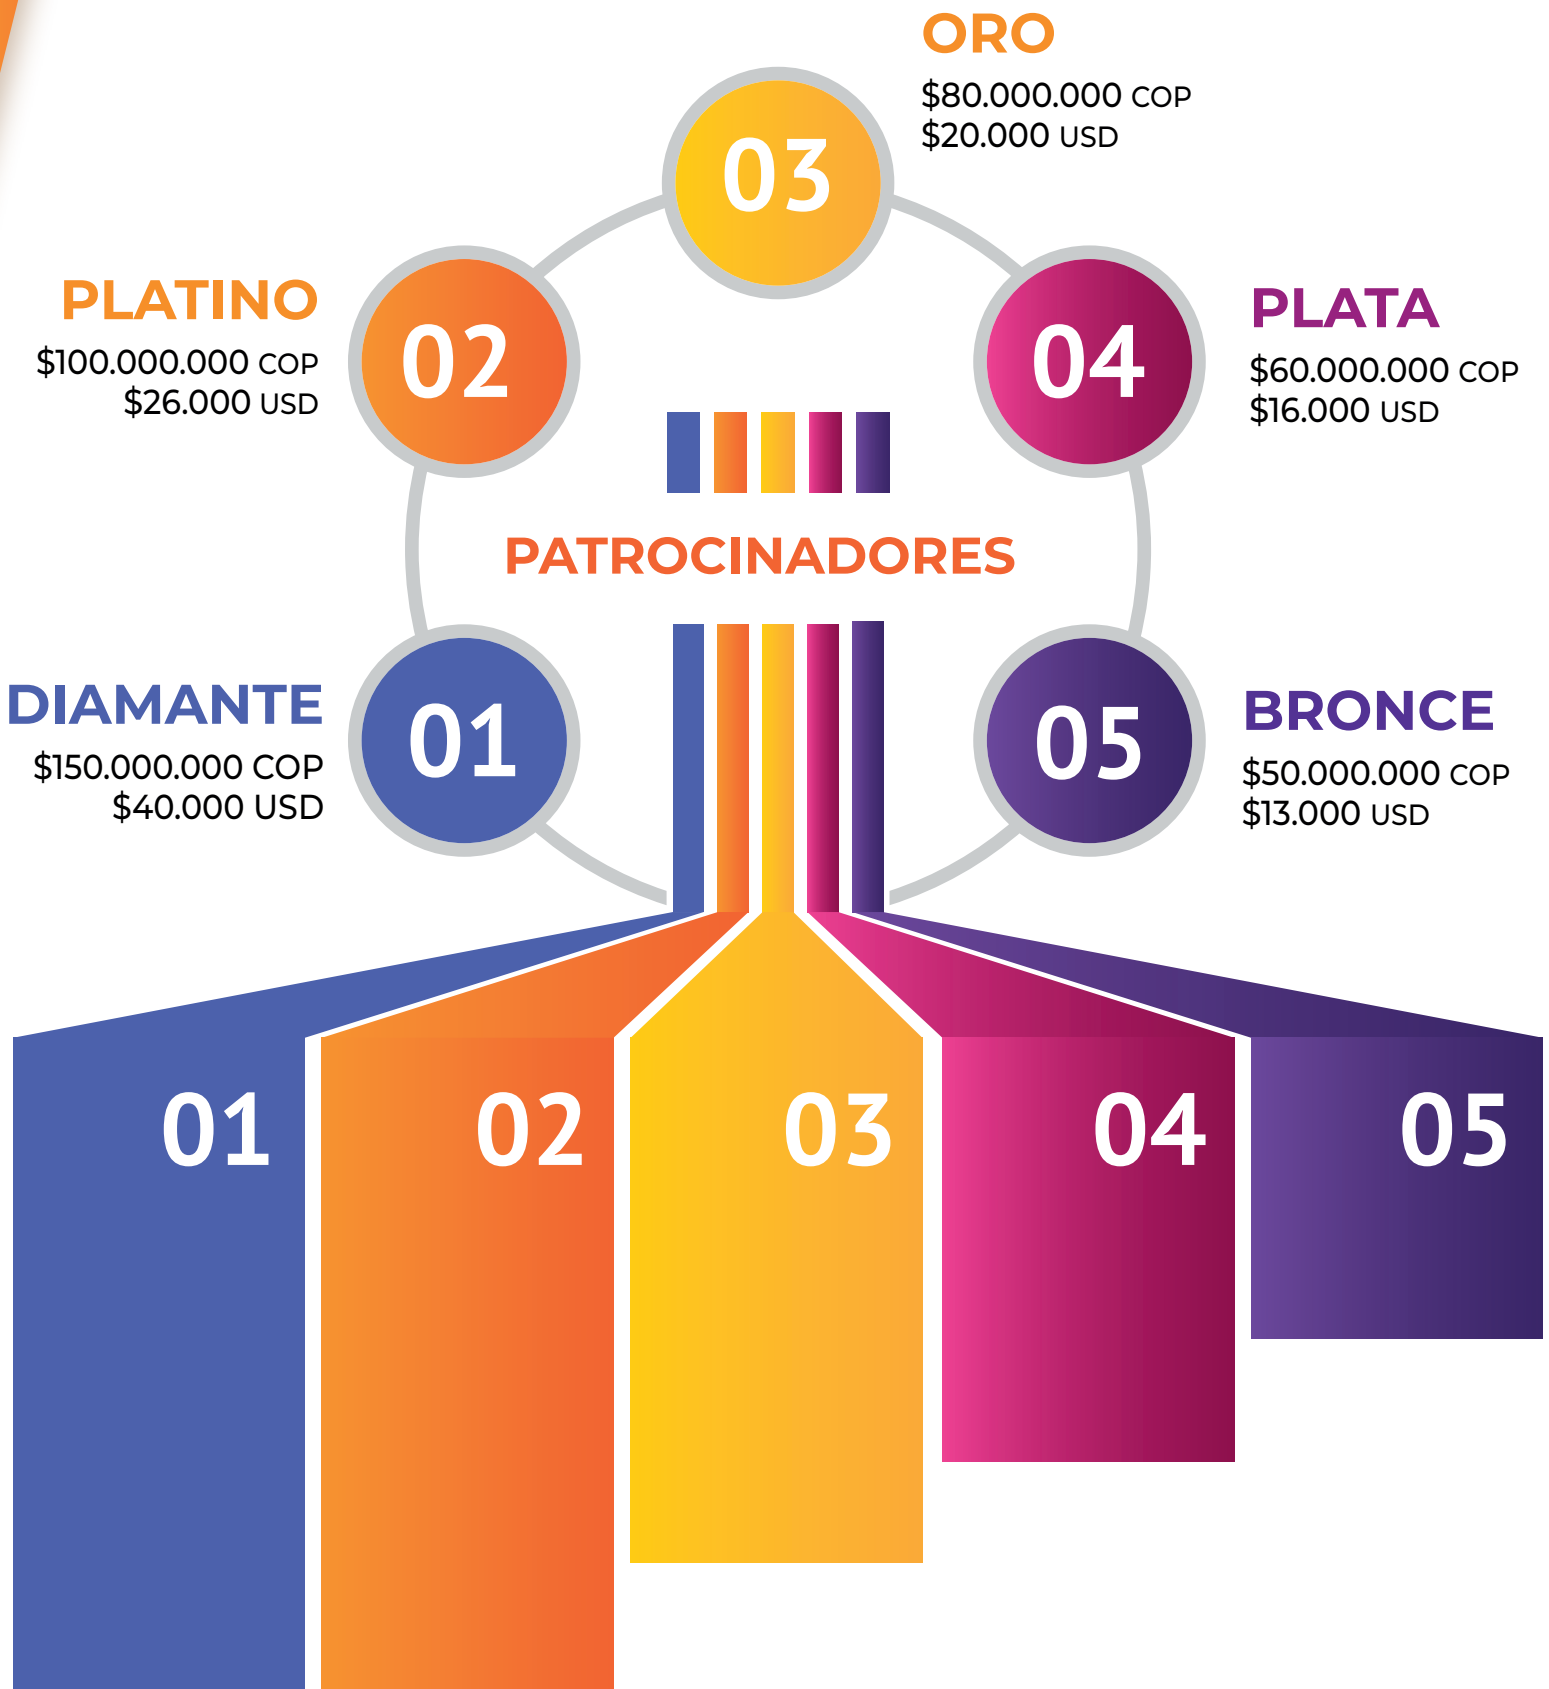 ORO
$80.000.000 COP
$20.000 USD
03
PLATINO
$100.000.000 COP
$26.000 USD
02
04
PLATA
$60.000.000 COP
$16.000 USD
PATROCINADORES
DIAMANTE
$150.000.000 COP
$40.000 USD
01
05
BRONCE
$50.000.000 COP
$13.000 USD
01
02
03
04
05